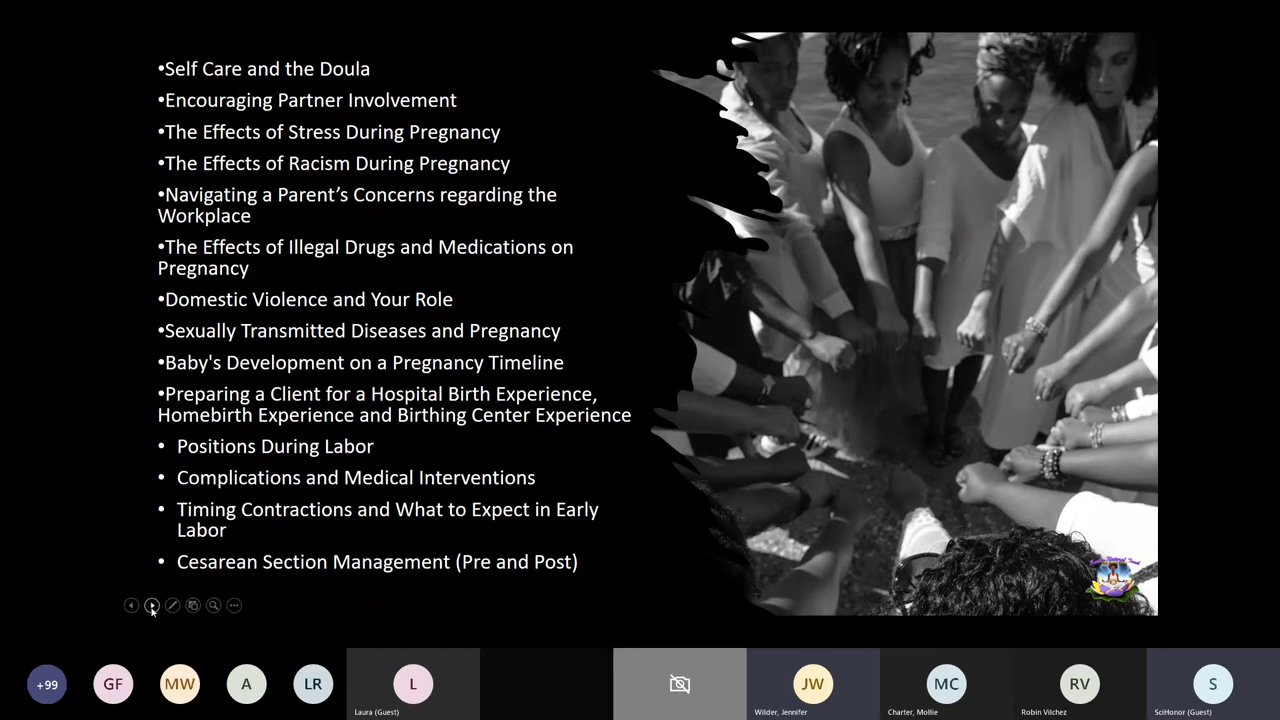 •Self Care and the Doula
•Encouraging Partner Involvement
•The Effects of Stress During Pregnancy
•The Effects of Racism During Pregnancy
•Navigating a Parent’s Concerns regarding the
Workplace
•The Effects of Illegal Drugs and Medications on
Pregnancy
•Domestic Violence and Your Role
•Sexually Transmitted Diseases and Pregnancy
•Baby's Development on a Pregnancy Timeline
•Preparing a Client for a Hospital Birth Experience,
Homebirth Experience and Birthing Center Experience
• Positions During Labor
• Complications and Medical Interventions
• Timing Contractions and What to Expect in Early
Labor
• Cesarean Section Management (Pre and Post)
+99
GF
MW
A
LR
L
Laura (Guest)
JW
Wilder, Jennifer
MC
Charter, Mollie
RV
Robin Vilchez
S
SciHonor (Guest)